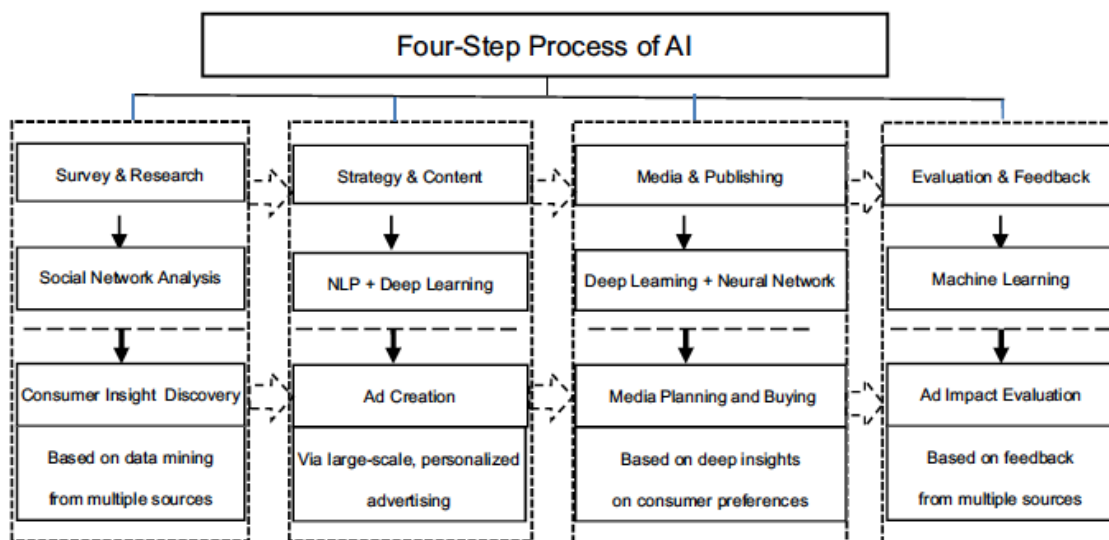 Four-Step Process of AI
Survey & Research
Strategy & Content
Media & Publishing
Evaluation & Feedback
Social Network Analysis
NLP + Deep Learning
Deep Learning + Neural Network
Machine Learning
Consumer Insight Discovery
Ad Creation
Media Planning and Buying
Ad Impact Evaluation
Based on data mining
from multiple sources
Via large-scale, personalized
advertising
Based on deep insights
on consumer preferences
Based on feedback
from multiple sources